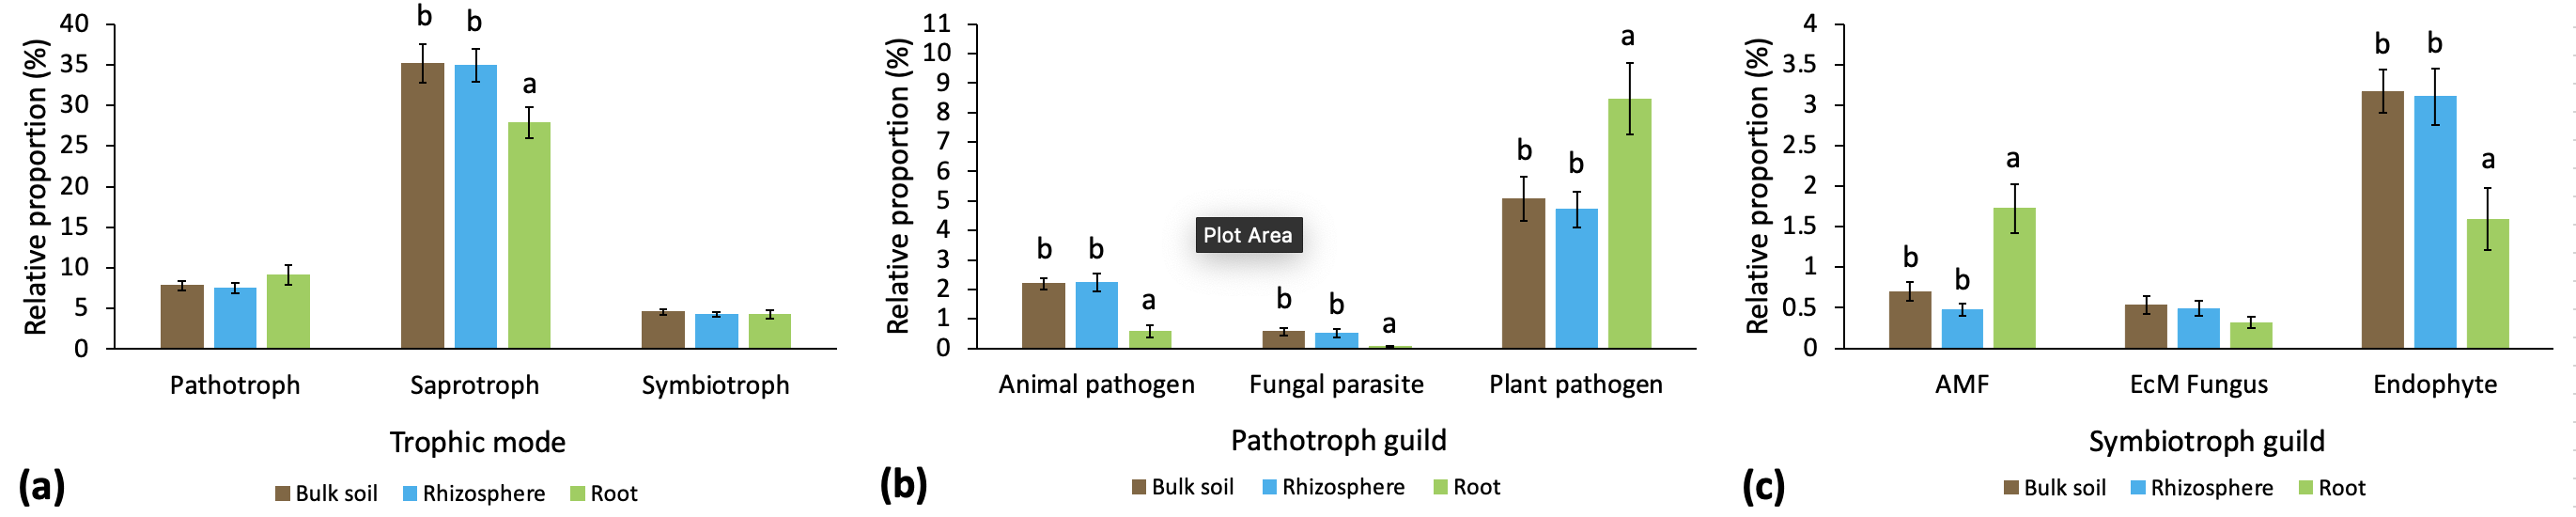 Relative proportion (%)
40
35
30
25
20
15
10
5
0
b b a
Pathotroph Saprotroph Symbiotroph
Trophic mode
(a)
Bulk soil Rhizosphere Root
Relative proportion (%)
11
10
9
8
7
6
5
4
3
2
1
0
b b a b b a b b a
Plot Area
Animal pathogen Fungal parasite Plant pathogen
Pathotroph guild
(b)
Bulk soil Rhizosphere Root
Relative proportion (%)
4
3.5
3
2.5
2
1.5
1
0.5
0
b b a b b a
AMF EcM Fungus Endophyte
Symbiotroph guild
(c)
Bulk soil Rhizosphere Root